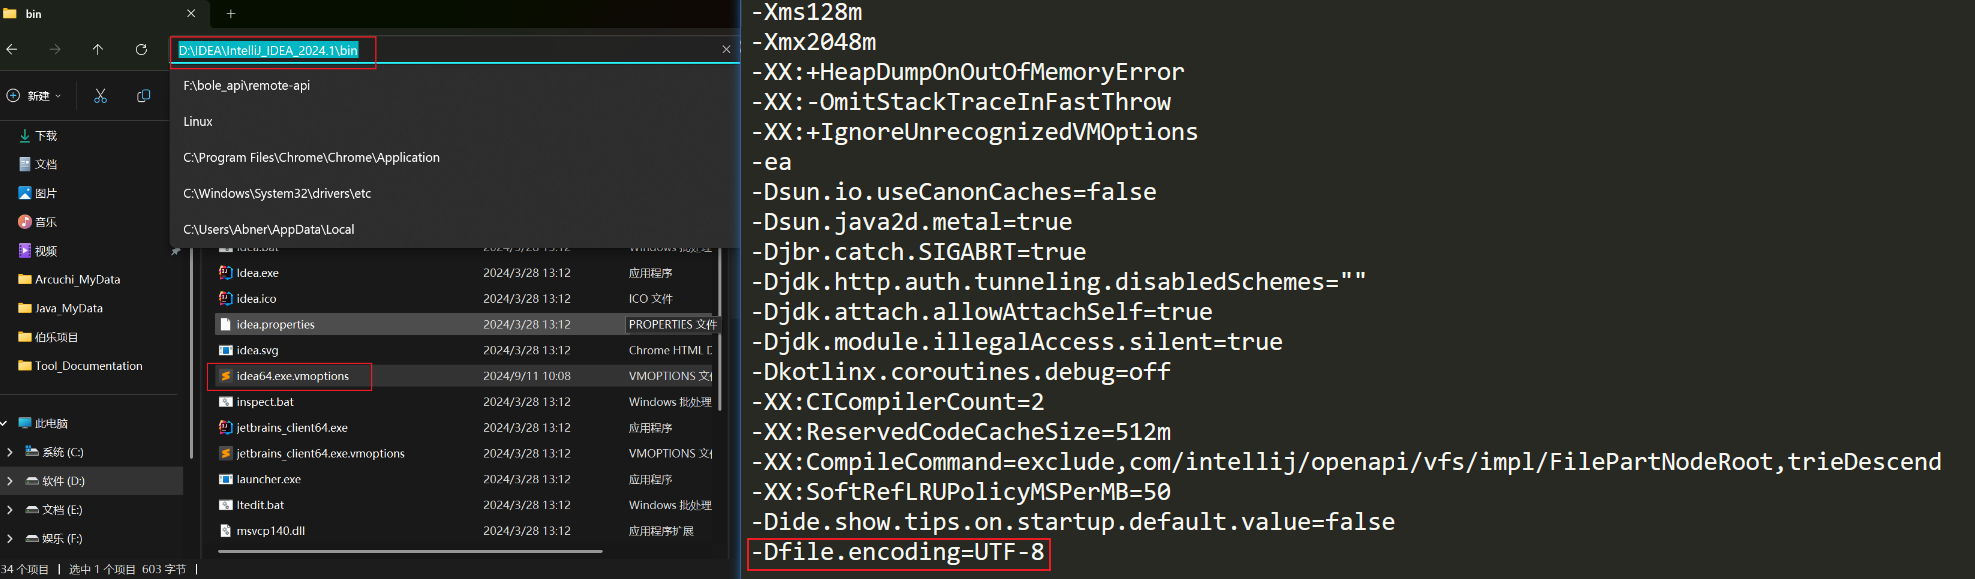 bin
D:\IDEA\IntelliJ_IDEA_2024.1\bin
F:\bole_api\remote-api
新建
Linux
下载
C:\Program Files\Chrome\Chrome\Application
文档
C:\Windows\System32\drivers\etc
图片
音乐
C:\Users\Abner\AppData\Local
视频
idea.bat 2024/3/28 13:12 Windows 批处理
Idea.exe 2024/3/28 13:12 应用程序
Arcuchi_MyData
idea.ico 2024/3/28 13:12 ICO 文件
Java_MyData
idea.properties 2024/3/28 13:12 PROPERTIES 文件
伯乐项目
idea.svg 2024/3/28 13:12 Chrome HTML D
Tool_Documentation
idea64.exe.vmoptions 2024/9/11 10:08 VMOPTIONS 文件
inspect.bat 2024/3/28 13:12 Windows 批处理
此电脑
jetbrains_client64.exe 2024/3/28 13:12 应用程序
系统 (C:)
jetbrains_client64.exe.vmoptions 2024/3/28 13:12 VMOPTIONS 文件
软件 (D:)
launcher.exe 2024/3/28 13:12 应用程序
文档 (E:)
ltedit.bat 2024/3/28 13:12 Windows 批处理
娱乐 (F:)
msvcp140.dll 2024/3/28 13:12 应用程序扩展
34 个项目 | 选中 1 个项目 603 字节 |
-Xms128m
-Xmx2048m
-XX:+HeapDumpOnOutOfMemoryError
-XX:-OmitStackTraceInFastThrow
-XX:+IgnoreUnrecognizedVMOptions
-ea
-Dsun.io.useCanonCaches=false
-Dsun.java2d.metal=true
-Djbr.catch.SIGABRT=true
-Djdk.http.auth.tunneling.disabledSchemes=""
-Djdk.attach.allowAttachSelf=true
-Djdk.module.illegalAccess.silent=true
-Dkotlinx.coroutines.debug=off
-XX:CICompilerCount=2
-XX:ReservedCodeCacheSize=512m
-XX:CompileCommand=exclude,com/intellij/openapi/vfs/impl/FilePartNodeRoot,trieDescend
-XX:SoftRefLRUPolicyMSPerMB=50
-Dide.show.tips.on.startup.default.value=false
-Dfile.encoding=UTF-8